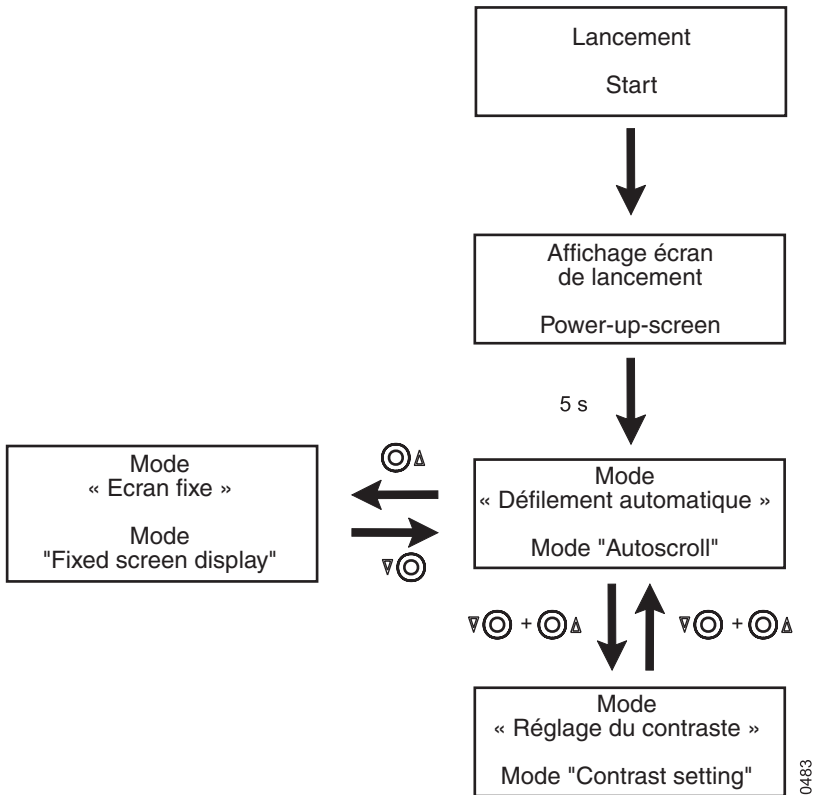 Lancement
Start
Affichage écran
de lancement
Power-up-screen
5 s
Mode
« Ecran fixe »
Mode
"Fixed screen display"
Mode
« Défilement automatique »
Mode "Autoscroll"
+
+
Mode
« Réglage du contraste »
Mode "Contrast setting"
0483